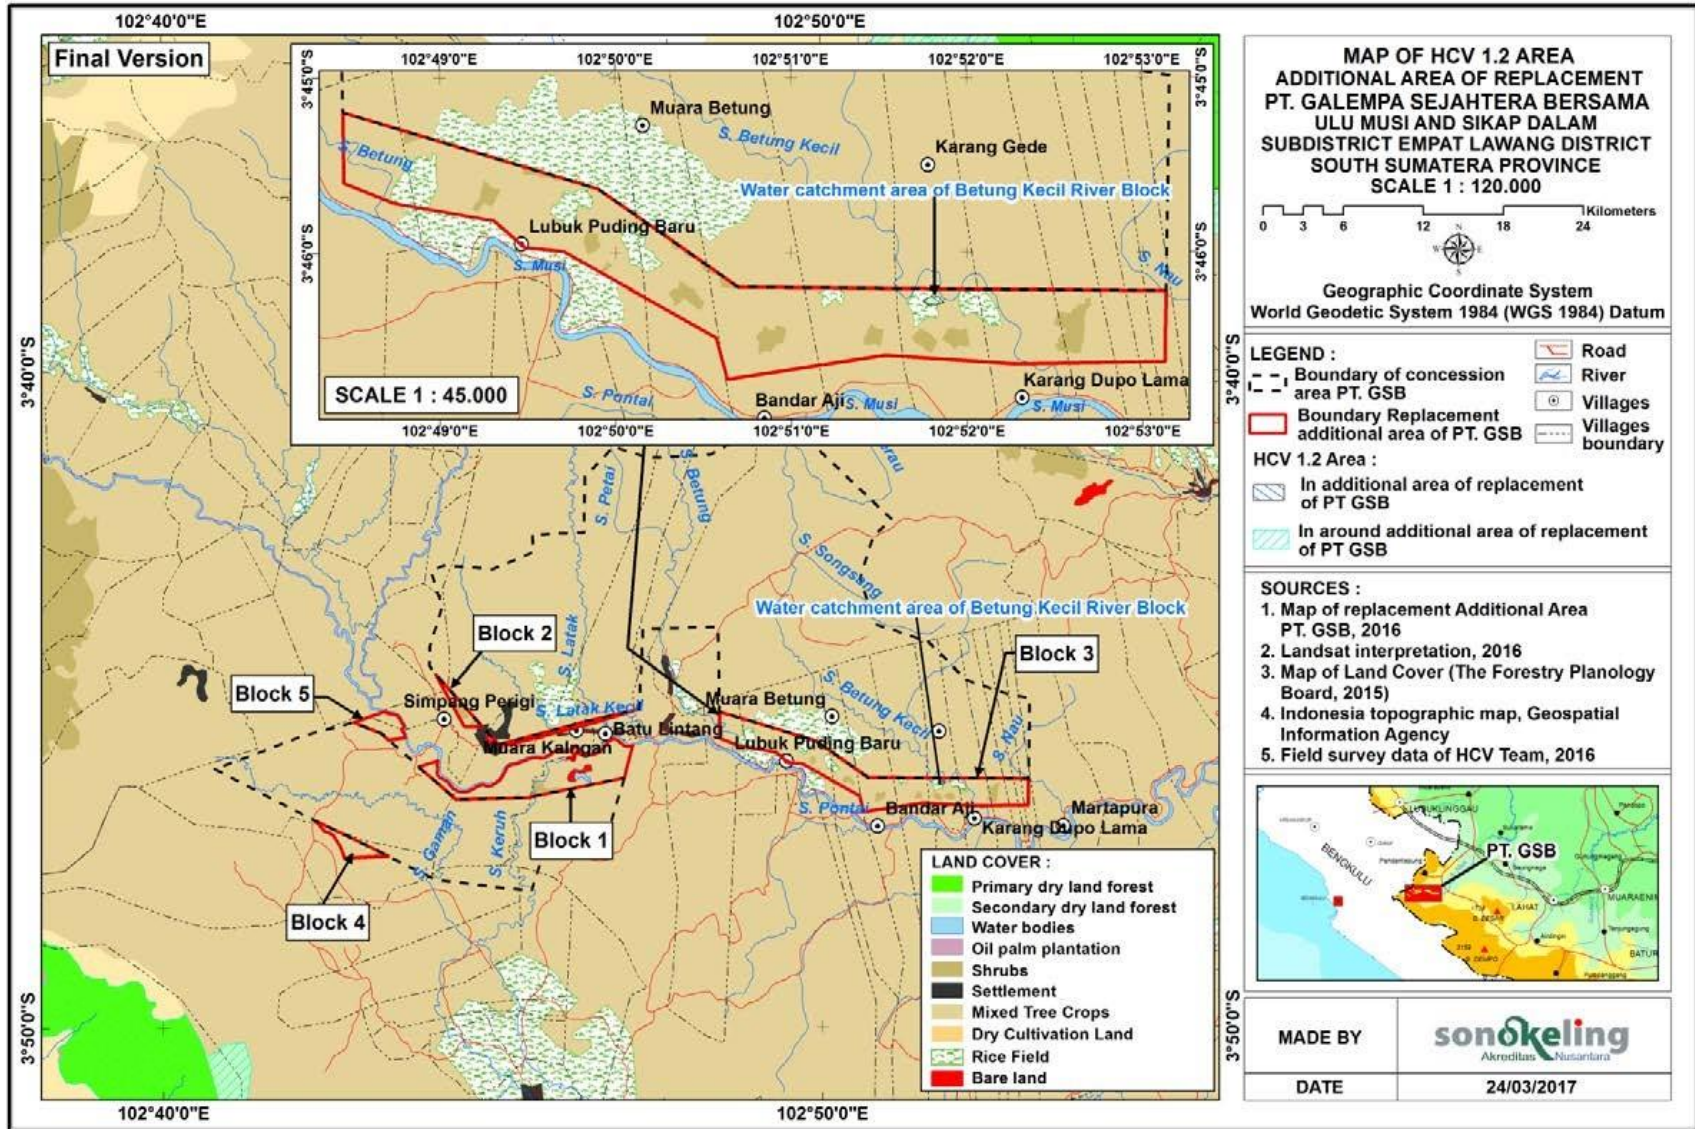 102°40'0"E
102°50'0"E
Final Version
102°49'0"E
102°50'0"E
102°51'0"E
102°52'0"E
102°53'0"E
3°45'0"S
3°45'0"S
Muara Betung
S. Betung Kecil
Karang Gede
S. Betung
Water catchment area of Betung Kecil River Block
Lubuk Puding Baru
3°46'0"S
3°46'0"S
S. Musi
S. Nau
SCALE 1 : 45.000
S. Pontai
Bandar Aji
S. Musi
Karang Dupo Lama
S. Musi
102°49'0"E
102°50'0"E
102°51'0"E
102°52'0"E
102°53'0"E
3°40'0"S
3°40'0"S
S. Petai
S. Betung
S. Songsang
Water catchment area of Betung Kecil River Block
Block 2
S. Latak
Block 3
Block 5
Simpang Perigi
S. Latak Kecil
Muara Betung
S. Betung Kecil
Batu Lintang
Muara Kalngan
Lubuk Puding Baru
S. Nau
S. Pontai
Bandar Aji
Martapura
Karang Dupo Lama
S. Gaman
S. Keruh
Block 1
Block 4
LAND COVER :
Primary dry land forest
Secondary dry land forest
Water bodies
Oil palm plantation
Shrubs
Settlement
Mixed Tree Crops
Dry Cultivation Land
Rice Field
Bare land
3°50'0"S
3°50'0"S
102°40'0"E
102°50'0"E
MAP OF HCV 1.2 AREA
ADDITIONAL AREA OF REPLACEMENT
PT. GALEMPA SEJAHTERA BERSAMA
ULU MUSI AND SIKAP DALAM
SUBDISTRICT EMPAT LAWANG DISTRICT
SOUTH SUMATERA PROVINCE
SCALE 1 : 120.000
Kilometers
0 3 6 12 18 24
N
W E
S
Geographic Coordinate System
World Geodetic System 1984 (WGS 1984) Datum
LEGEND :
Boundary of concession
area PT. GSB
Boundary Replacement
additional area of PT. GSB
Road
River
Villages
Villages
boundary
HCV 1.2 Area :
In additional area of replacement
of PT GSB
In around additional area of replacement
of PT GSB
SOURCES :
1. Map of replacement Additional Area
PT. GSB, 2016
2. Landsat interpretation, 2016
3. Map of Land Cover (The Forestry Planology
Board, 2015)
4. Indonesia topographic map, Geospatial
Information Agency
5. Field survey data of HCV Team, 2016
LUBUKLINGGAU
BENGKULU
PT. GSB
LAHAT
MUARAENIM
MADE BY
sonokeling
Akreditas Nusantara
DATE
24/03/2017